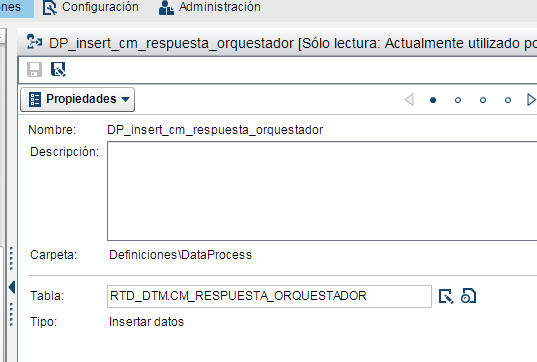 nes Configuración Administración
DP_insert_cm_respuesta_orquestador [Sólo lectura: Actualmente utilizado po
Propiedades
Nombre: DP_insert_cm_respuesta_orquestador
Descripción:
Carpeta: Definiciones\DataProcess
Tabla: RTD_DTM.CM_RESPUESTA_ORQUESTADOR
Tipo: Insertar datos